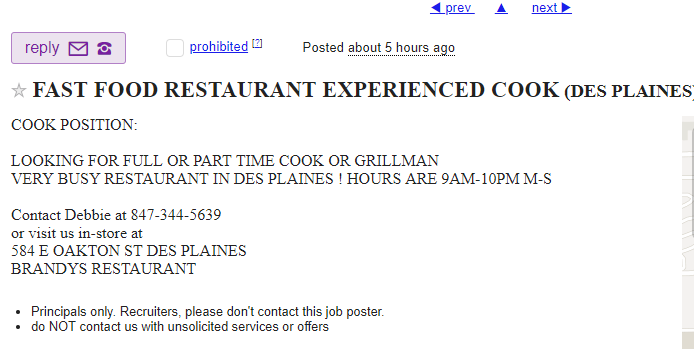 ◀ prev ▲ next ▶
reply prohibited [?] Posted about 5 hours ago
☆ FAST FOOD RESTAURANT EXPERIENCED COOK (DES PLAINES)
COOK POSITION:
LOOKING FOR FULL OR PART TIME COOK OR GRILLMAN
VERY BUSY RESTAURANT IN DES PLAINES ! HOURS ARE 9AM-10PM M-S
Contact Debbie at 847-344-5639
or visit us in-store at
584 E OAKTON ST DES PLAINES
BRANDYS RESTAURANT
• Principals only. Recruiters, please don't contact this job poster.
• do NOT contact us with unsolicited services or offers